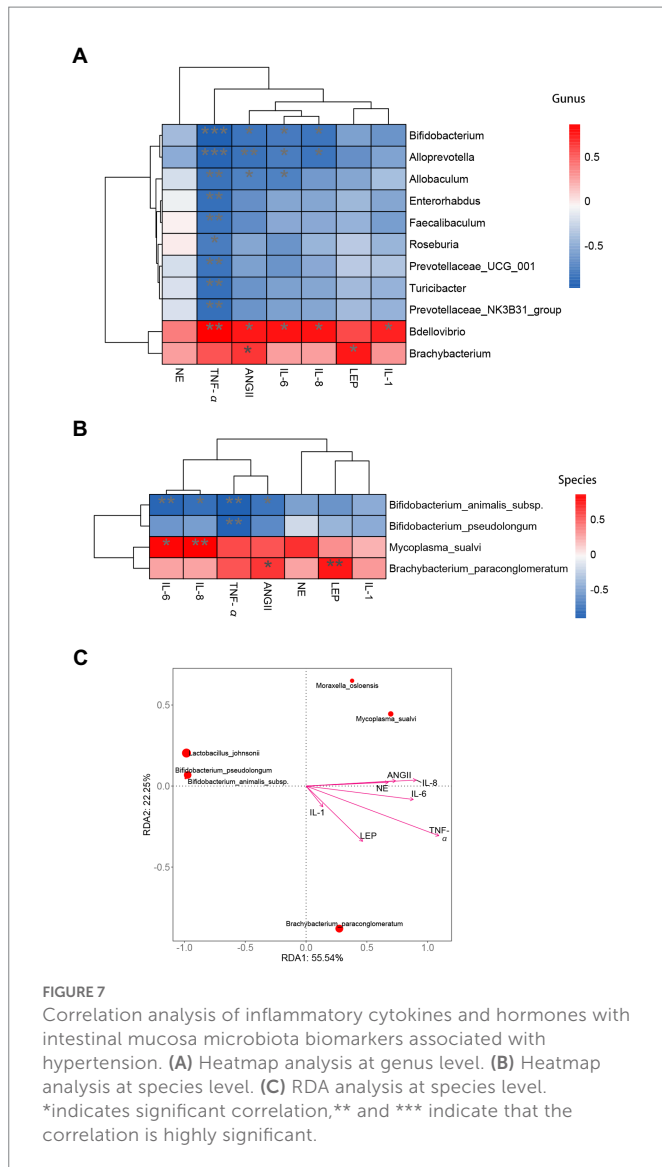 A
Gunus
***
*
*
*
Bifidobacterium
***
**
*
*
Alloprevotella
**
*
*
Allobaculum
**
Enterorhabdus
**
Faecalibaculum
*
Roseburia
**
Prevotellaceae_UCG_001
**
Turicibacter
**
Prevotellaceae_NK3B31_group
**
*
*
*
*
Bdellovibrio
*
*
Brachybacterium
0.5
0
-0.5
NE
TNF-α
ANGII
IL-6
IL-8
LEP
IL-1
B
Species
**
*
**
*
Bifidobacterium_animalis_subsp.
**
Bifidobacterium_pseudolongum
*
**
Mycoplasma_sualvi
*
**
Brachybacterium_paraconglomeratum
0.5
0
-0.5
IL-6
IL-8
TNF-α
ANGII
NE
LEP
IL-1
C
Moraxella_osloensis
Mycoplasma_sualvi
Lactobacillus_johnsonii
Bifidobacterium_pseudolongum
Bifidobacterium_animalis_subsp.
ANGII
IL-8
NE
IL-6
IL-1
LEP
TNF-α
Brachybacterium_paraconglomeratum
0.5
0.0
-0.5
RDA2: 22.25%
-1.0 -0.5 0.0 0.5 1.0
RDA1: 55.54%
FIGURE 7
Correlation analysis of inflammatory cytokines and hormones with
intestinal mucosa microbiota biomarkers associated with
hypertension. (A) Heatmap analysis at genus level. (B) Heatmap
analysis at species level. (C) RDA analysis at species level.
*indicates significant correlation,** and *** indicate that the
correlation is highly significant.